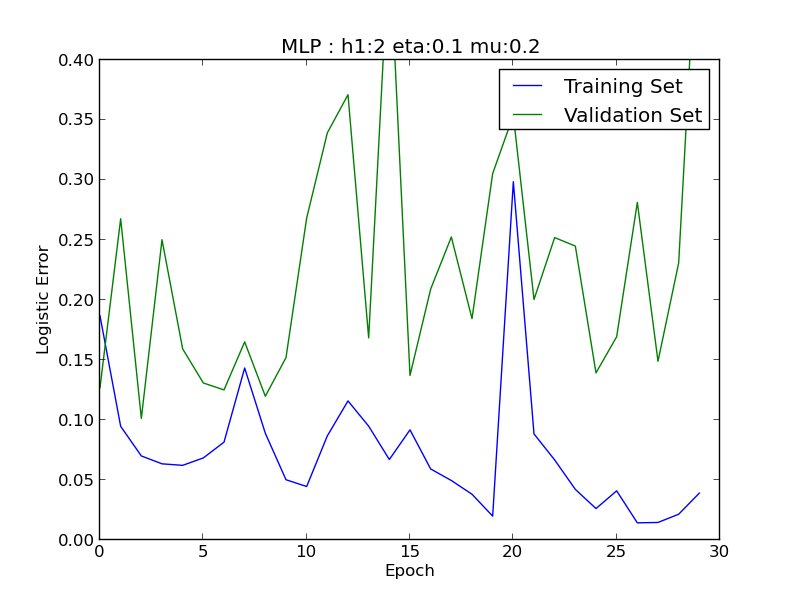 MLP : h1:2 eta:0.1 mu:0.2
Training Set
Validation Set
0.40
0.35
0.30
0.25
0.20
0.15
0.10
0.05
0.00
Logistic Error
0 5 10 15 20 25 30
Epoch